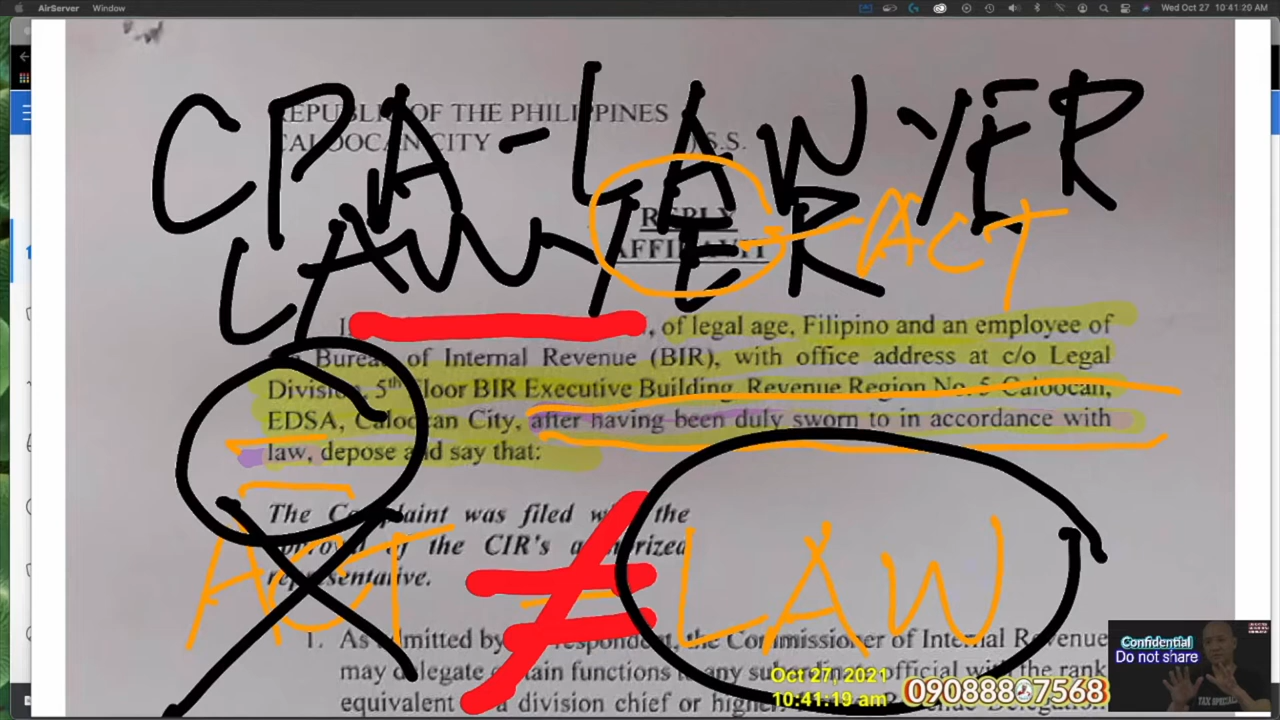 AirServer Window Wed Oct 27 10:41:20 AM
REPUBLIC OF THE PHILIPPINES
CALOOCAN CITY ) S.S.
CPA-LAWYER
LAWYER
REPLY
AFFIDAVIT
FACT
I, , of legal age, Filipino and an employee of
Bureau of Internal Revenue (BIR), with office address at c/o Legal
Division, 5th Floor BIR Executive Building, Revenue Region No. 5 Caloocan,
EDSA, Caloocan City, after having been duly sworn to in accordance with
law, depose and say that:
The Complaint was filed with the
approval of the CIR's authorized
representative.
FACT ≠ LAW
1. As admitted by respondent, the Commissioner of Internal Revenue
may delegate certain functions to any subordinate official with the rank
equivalent a division chief or higher,
Confidential
Do not share
Oct 27, 2021
10:41:19 am
09088887568